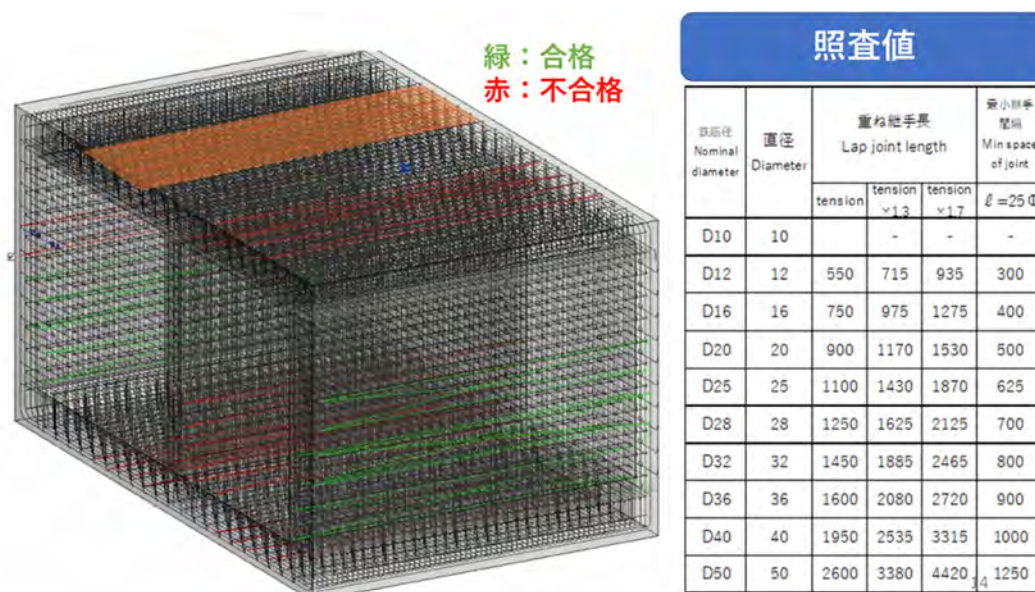 緑：合格
赤：不合格
照査値
鉄筋径 Nominal diameter
直径 Diameter
重ね継手長 Lap joint length
最小継手間隔 Min space of joint
tension
tension ×1.3
tension ×1.7
ℓ=25Φ
D10 10 - - -
D12 12 550 715 935 300
D16 16 750 975 1275 400
D20 20 900 1170 1530 500
D25 25 1100 1430 1870 625
D28 28 1250 1625 2125 700
D32 32 1450 1885 2465 800
D36 36 1600 2080 2720 900
D40 40 1950 2535 3315 1000
D50 50 2600 3380 4420 1250
14